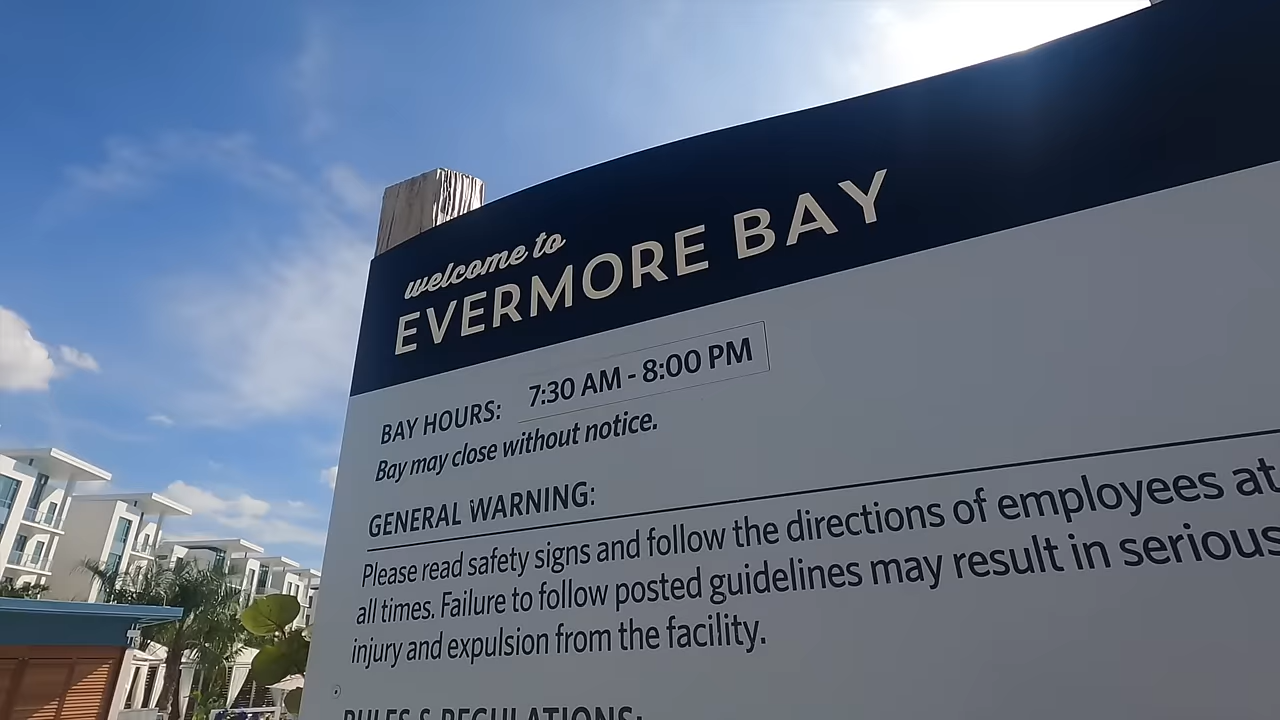 welcome to
EVERMORE BAY
BAY HOURS: 7:30 AM - 8:00 PM
Bay may close without notice.
GENERAL WARNING:
Please read safety signs and follow the directions of employees at
all times. Failure to follow posted guidelines may result in serious
injury and expulsion from the facility.
RULES & REGULATIONS: